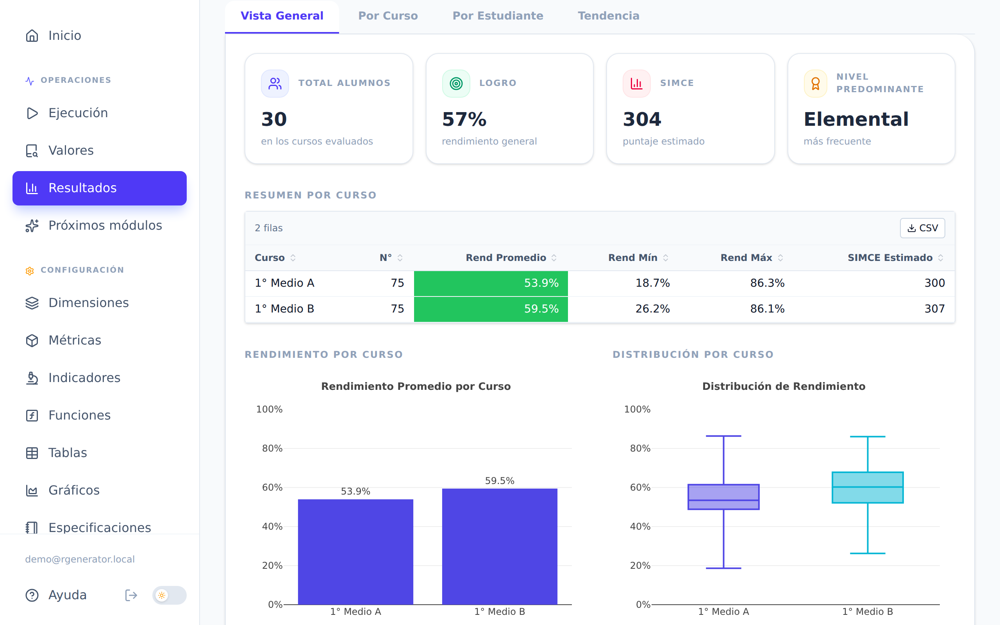 Inicio
OPERACIONES
Ejecución
Valores
Resultados
Próximos módulos
CONFIGURACIÓN
Dimensiones
Métricas
Indicadores
Funciones
Tablas
Gráficos
Especificaciones
demo@rgenerator.local
Ayuda
Vista General Por Curso Por Estudiante Tendencia
TOTAL ALUMNOS
30
en los cursos evaluados
LOGRO
57%
rendimiento general
SIMCE
304
puntaje estimado
NIVEL
PREDOMINANTE
Elemental
más frecuente
RESUMEN POR CURSO
2 filas CSV
Curso N° Rend Promedio Rend Mín Rend Máx SIMCE Estimado
1° Medio A 75 53.9% 18.7% 86.3% 300
1° Medio B 75 59.5% 26.2% 86.1% 307
RENDIMIENTO POR CURSO
Rendimiento Promedio por Curso
100%
80%
60%
40%
20%
0%
53.9%
59.5%
1° Medio A 1° Medio B
DISTRIBUCIÓN POR CURSO
Distribución de Rendimiento
100%
80%
60%
40%
20%
0%
1° Medio A 1° Medio B